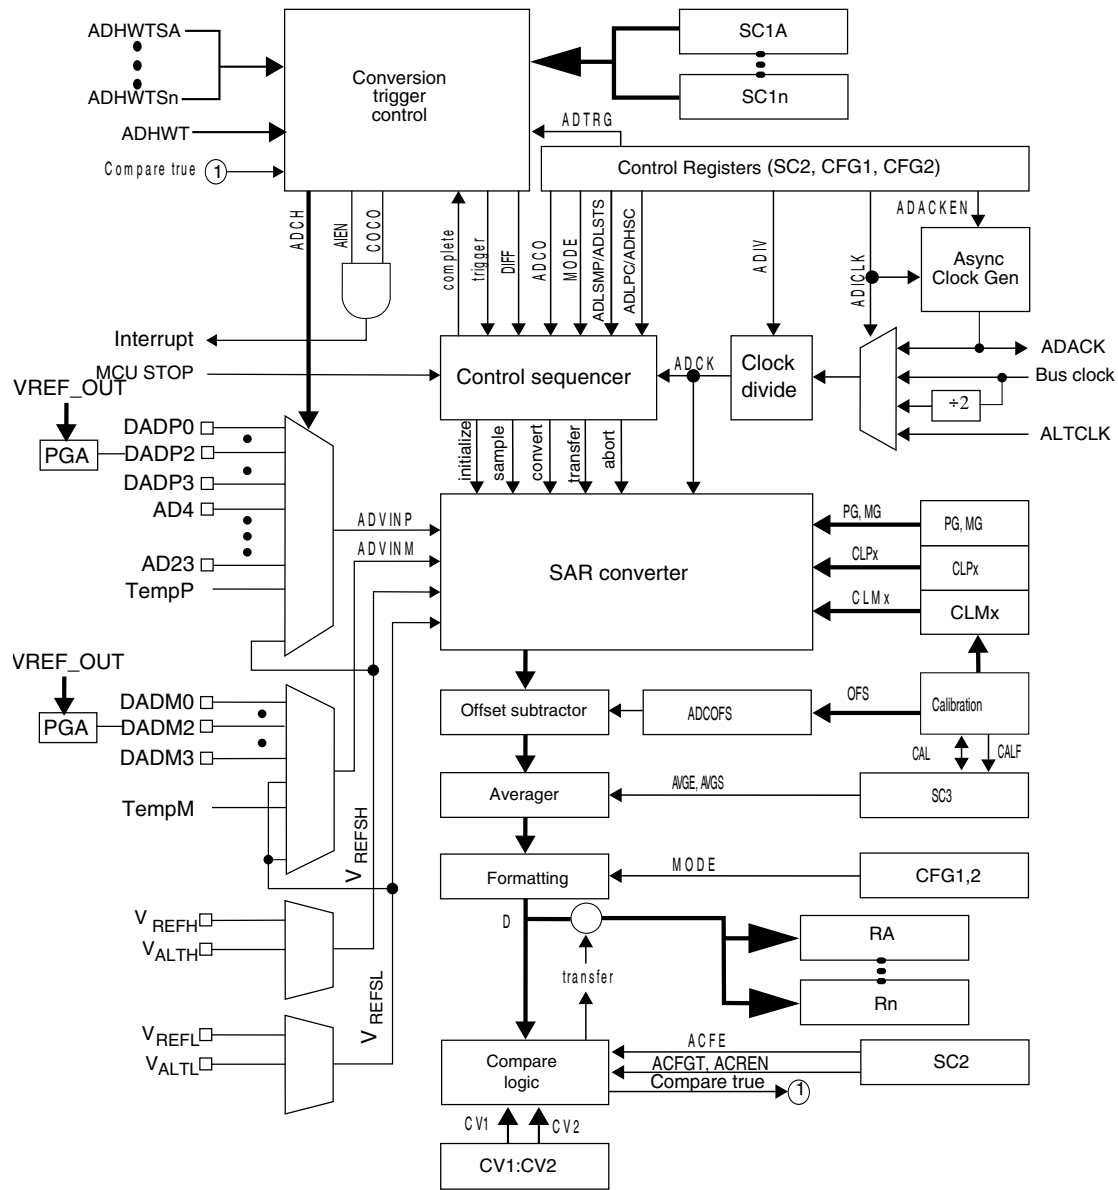 ADHWTSA
ADHWTSn
ADHWT
Compare true 1
Conversion
trigger
control
SC1A
SC1n
ADTRG
Control Registers (SC2, CFG1, CFG2)
ADCH
AIEN
COCO
complete
trigger
DIFF
ADCO
MODE
ADLSMP/ADLSTS
ADLPC/ADHSC
ADIV
ADICLK
ADACKEN
Async
Clock Gen
Interrupt
MCU STOP
Control sequencer
ADCK
Clock
divide
ADACK
Bus clock
÷2
ALTCLK
VREF_OUT
PGA
DADP0
DADP2
DADP3
AD4
AD23
TempP
initialize
sample
convert
transfer
abort
ADVINP
ADVINM
SAR converter
PG, MG
PG, MG
CLPx
CLPx
CLMx
CLMx
VREF_OUT
PGA
DADM0
DADM2
DADM3
TempM
Offset subtractor
ADCOFS
OFS
Calibration
CAL
CALF
Averager
AVGE, AVGS
SC3
Formatting
MODE
CFG1,2
VREFSH
VREFH
VALTH
VREFSL
VREFL
VALTL
D
transfer
RA
Rn
Compare
logic
ACFE
ACFGT, ACREN
Compare true 1
SC2
CV1
CV2
CV1:CV2